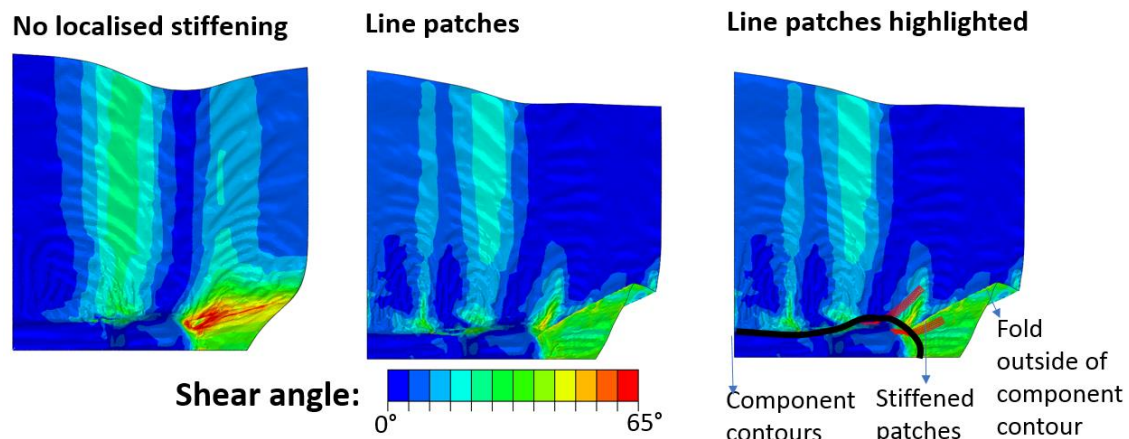 No localised stiffening
Line patches
Line patches highlighted
Shear angle:
0°
65°
Component
contours
Stiffened
patches
Fold
outside of
component
contour